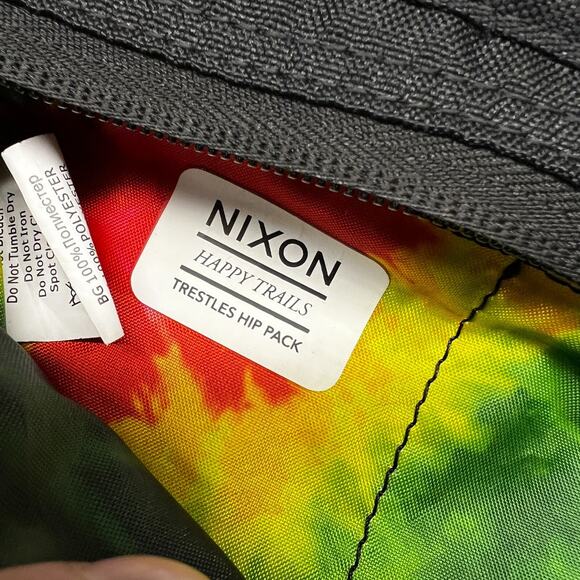 NIXON
HAPPY TRAILS
TRESTLES HIP PACK
Do Not Tumble Dry
Do Not Iron
Do Not Dry
Spot
BG 100%Полиестер
POLYESTER